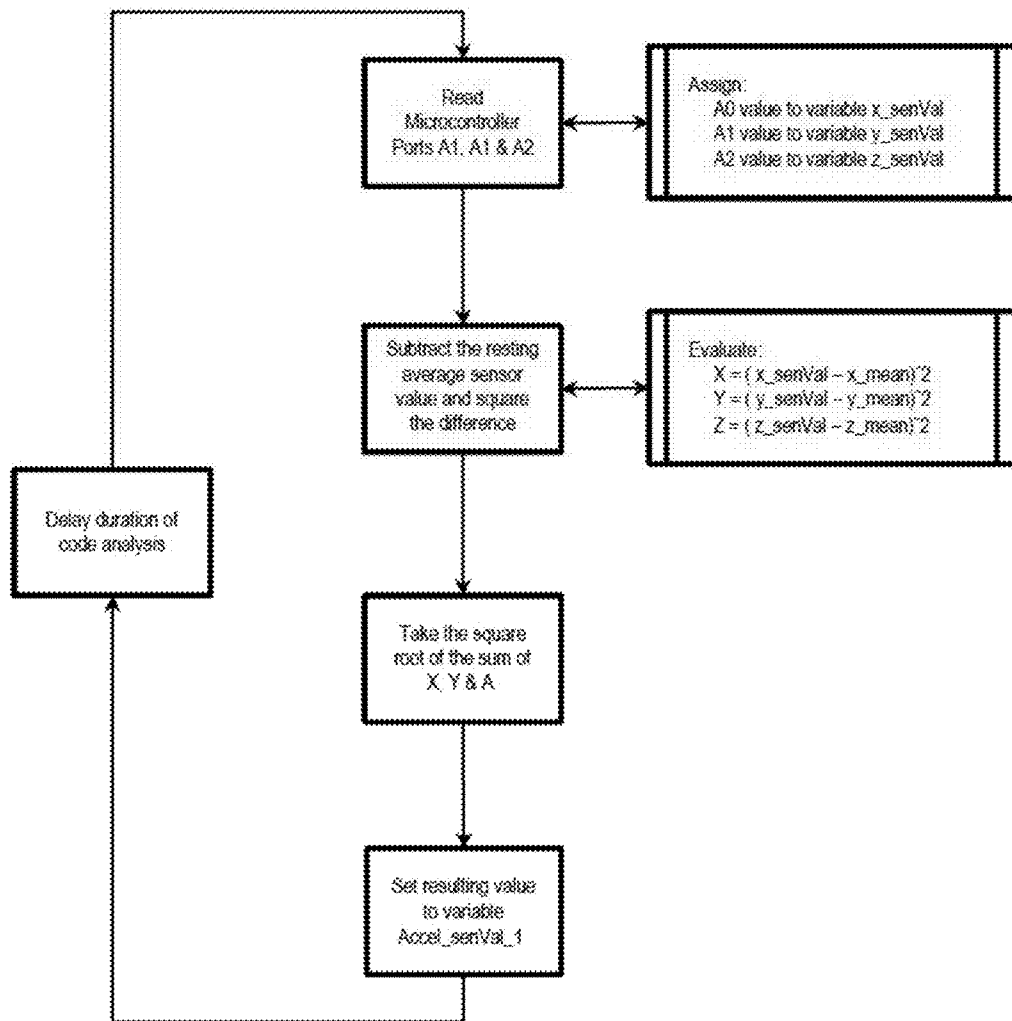 Read
Microcontroller
Ports A1, A1 & A2
Assign:
A0 value to variable x_senVal
A1 value to variable y_senVal
A2 value to variable z_senVal
Subtract the resting
average sensor
value and square
the difference
Evaluate:
X = ( x_senVal – x_mean)^2
Y = ( y_senVal – y_mean)^2
Z = ( z_senVal – z_mean)^2
Delay duration of
code analysis
Take the square
root of the sum of
X, Y & A
Set resulting value
to variable
Accel_senVal_1